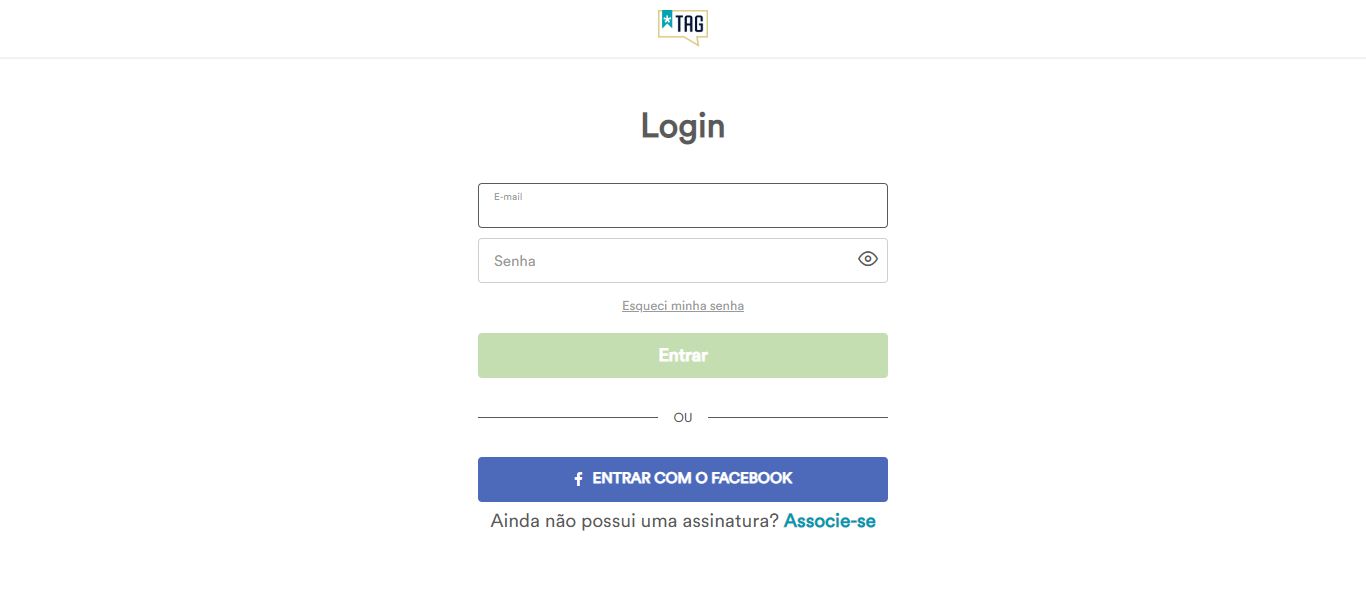 TAG
Login
E-mail
Senha
Esqueci minha senha
Entrar
OU
ENTRAR COM O FACEBOOK
Ainda não possui uma assinatura? Associe-se